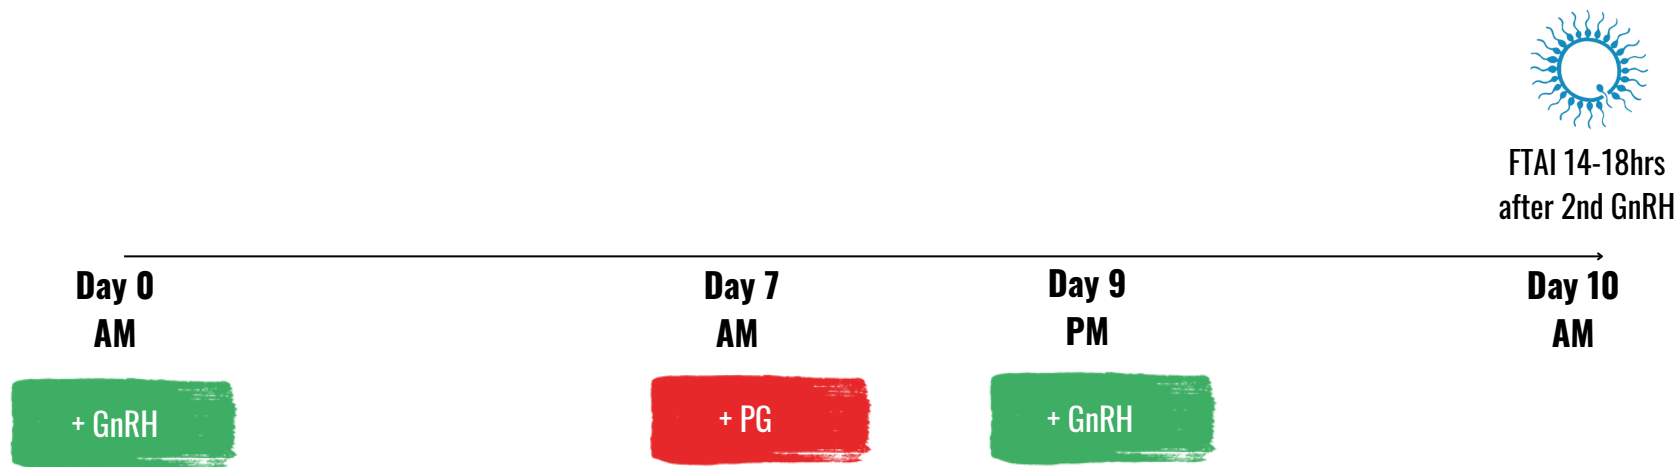 FTAI 14-18hrs
after 2nd GnRH
Day 0
AM
Day 7
AM
Day 9
PM
Day 10
AM
+ GnRH
+ PG
+ GnRH